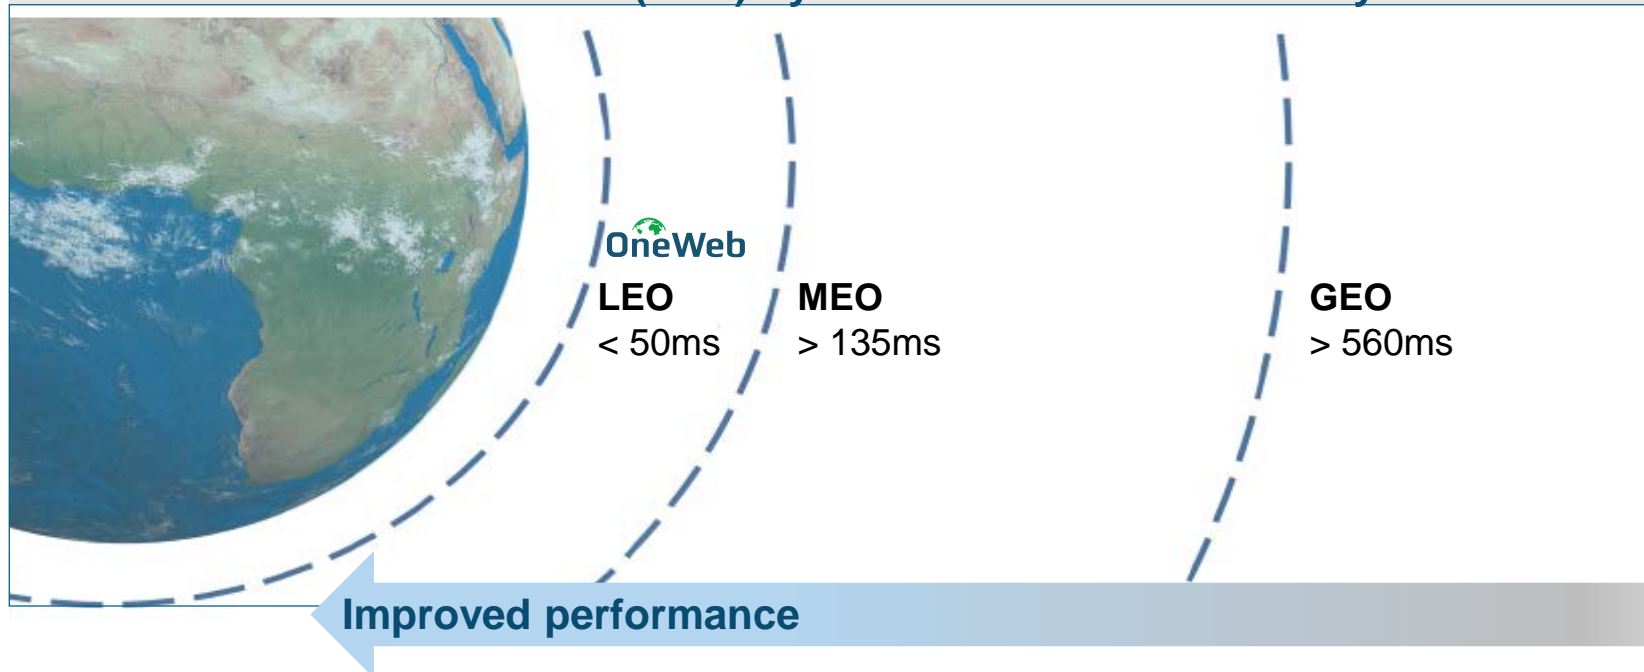 OneWeb
LEO
< 50ms
MEO
> 135ms
GEO
> 560ms
Improved performance